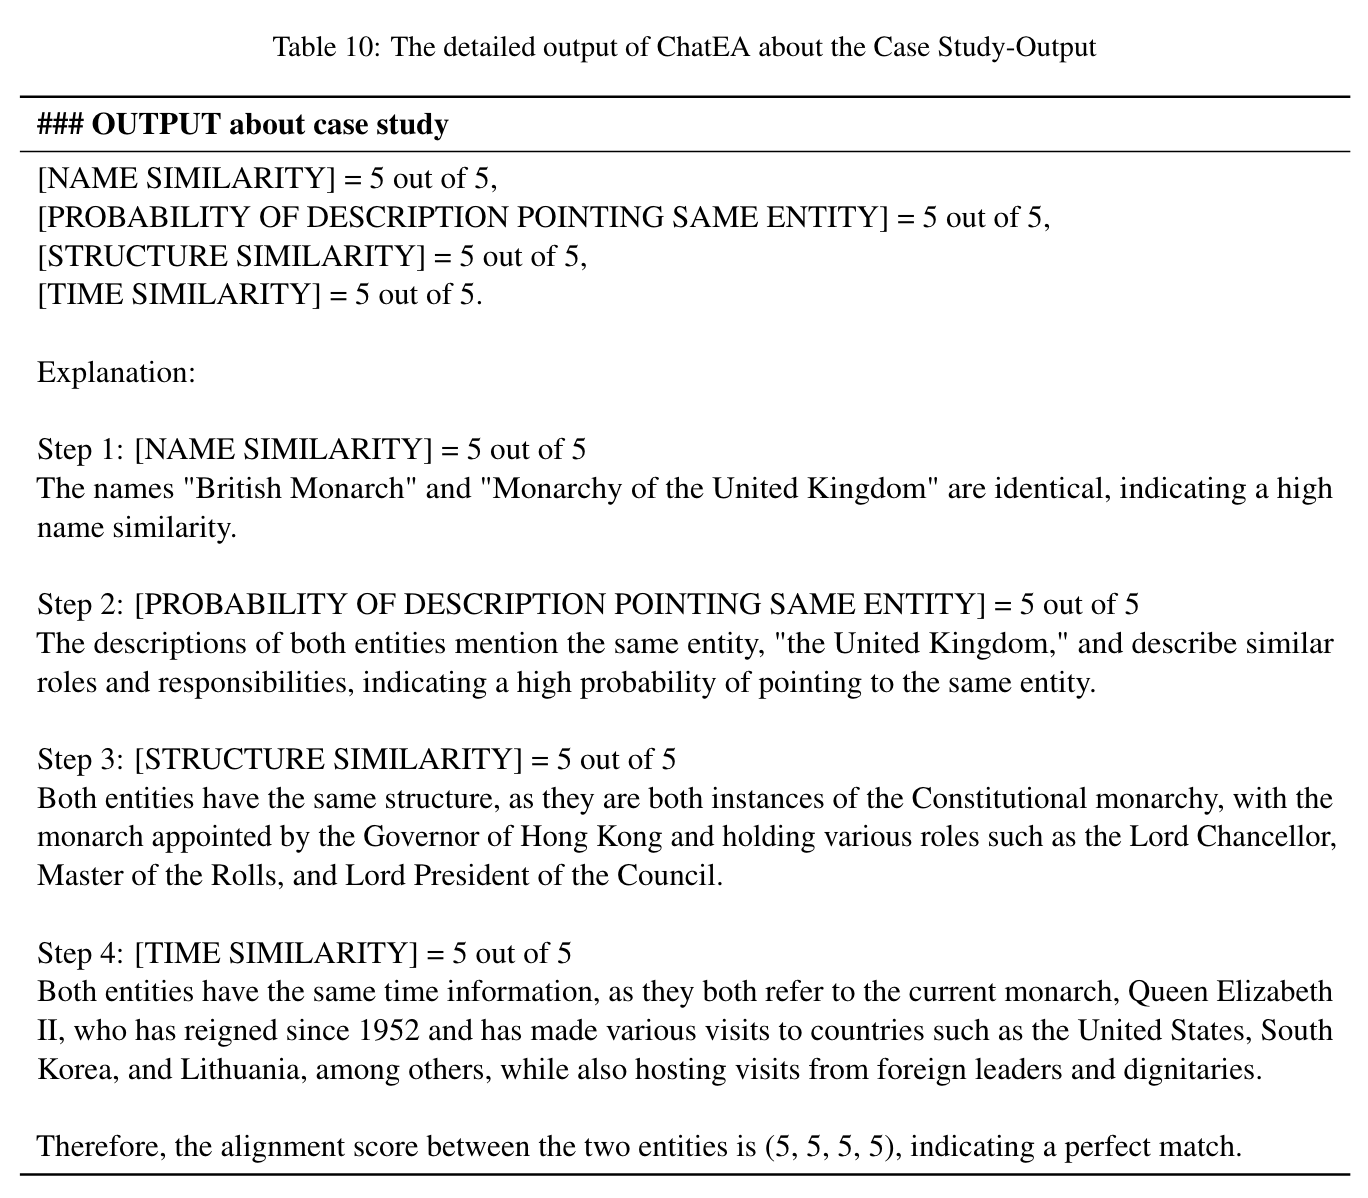 Table 10: The detailed output of ChatEA about the Case Study-Output
### OUTPUT about case study
[NAME SIMILARITY] = 5 out of 5,
[PROBABILITY OF DESCRIPTION POINTING SAME ENTITY] = 5 out of 5,
[STRUCTURE SIMILARITY] = 5 out of 5,
[TIME SIMILARITY] = 5 out of 5.
Explanation:
Step 1: [NAME SIMILARITY] = 5 out of 5
The names "British Monarch" and "Monarchy of the United Kingdom" are identical, indicating a high
name similarity.
Step 2: [PROBABILITY OF DESCRIPTION POINTING SAME ENTITY] = 5 out of 5
The descriptions of both entities mention the same entity, "the United Kingdom," and describe similar
roles and responsibilities, indicating a high probability of pointing to the same entity.
Step 3: [STRUCTURE SIMILARITY] = 5 out of 5
Both entities have the same structure, as they are both instances of the Constitutional monarchy, with the
monarch appointed by the Governor of Hong Kong and holding various roles such as the Lord Chancellor,
Master of the Rolls, and Lord President of the Council.
Step 4: [TIME SIMILARITY] = 5 out of 5
Both entities have the same time information, as they both refer to the current monarch, Queen Elizabeth
II, who has reigned since 1952 and has made various visits to countries such as the United States, South
Korea, and Lithuania, among others, while also hosting visits from foreign leaders and dignitaries.
Therefore, the alignment score between the two entities is (5, 5, 5, 5), indicating a perfect match.